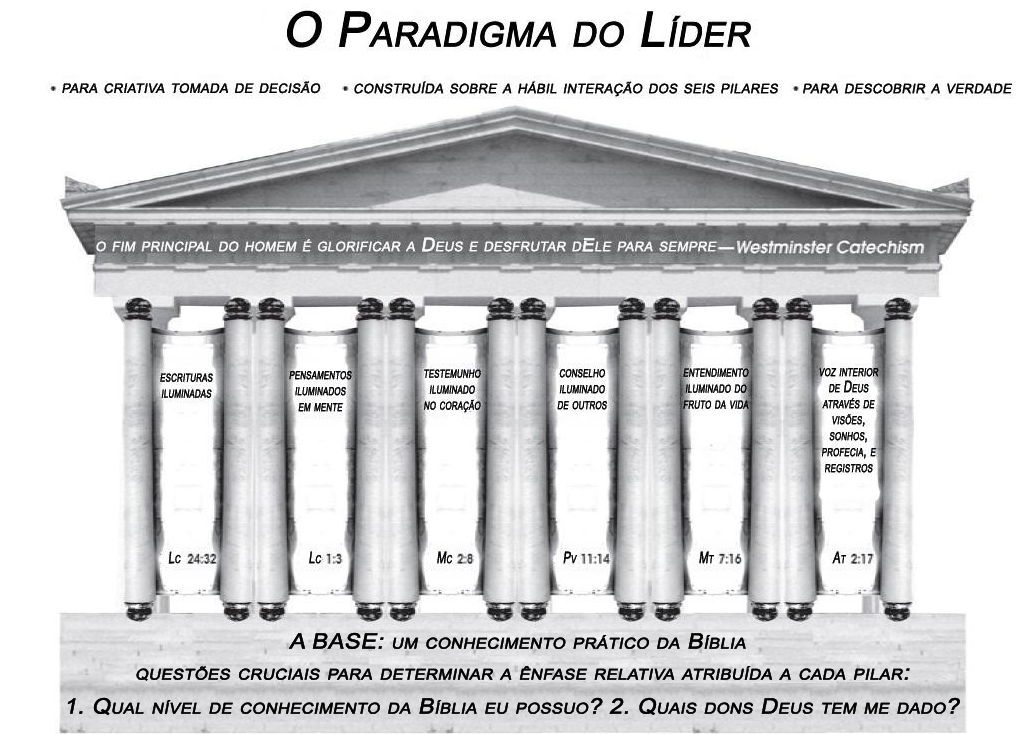 O PARADIGMA DO LÍDER
• PARA CRIATIVA TOMADA DE DECISÃO • CONSTRUÍDA SOBRE A HÁBIL INTERAÇÃO DOS SEIS PILARES • PARA DESCOBRIR A VERDADE
O FIM PRINCIPAL DO HOMEM É GLORIFICAR A DEUS E DESFRUTAR DELE PARA SEMPRE—Westminster Catechism
ESCRITURAS
ILUMINADAS
LC 24:32
PENSAMENTOS
ILUMINADOS
EM MENTE
LC 1:3
TESTEMUNHO
ILUMINADO
NO CORAÇÃO
MC 2:8
CONSELHO
ILUMINADO
DE OUTROS
PV 11:14
ENTENDIMENTO
ILUMINADO DO
FRUTO DA VIDA
MT 7:16
VOZ INTERIOR
DE DEUS
ATRAVÉS DE
VISÕES,
SONHOS,
PROFECIA, E
REGISTROS
AT 2:17
A BASE: UM CONHECIMENTO PRÁTICO DA BÍBLIA
QUESTÕES CRUCIAIS PARA DETERMINAR A ÊNFASE RELATIVA ATRIBUÍDA A CADA PILAR:
1. QUAL NÍVEL DE CONHECIMENTO DA BÍBLIA EU POSSUO? 2. QUAIS DONS DEUS TEM ME DADO?